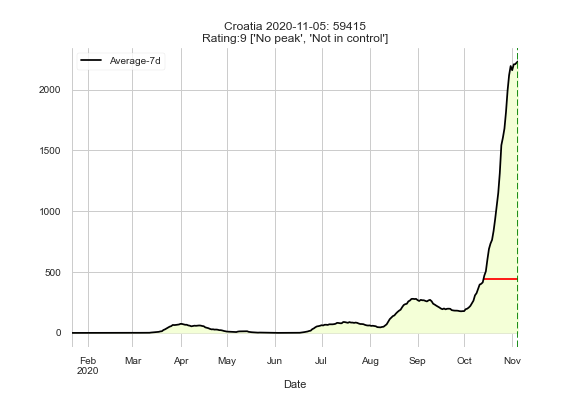 Croatia 2020-11-05: 59415
Rating:9 ['No peak', 'Not in control']
Average-7d
2000
1500
1000
500
0
Feb Mar Apr May Jun Jul Aug Sep Oct Nov
2020
Date